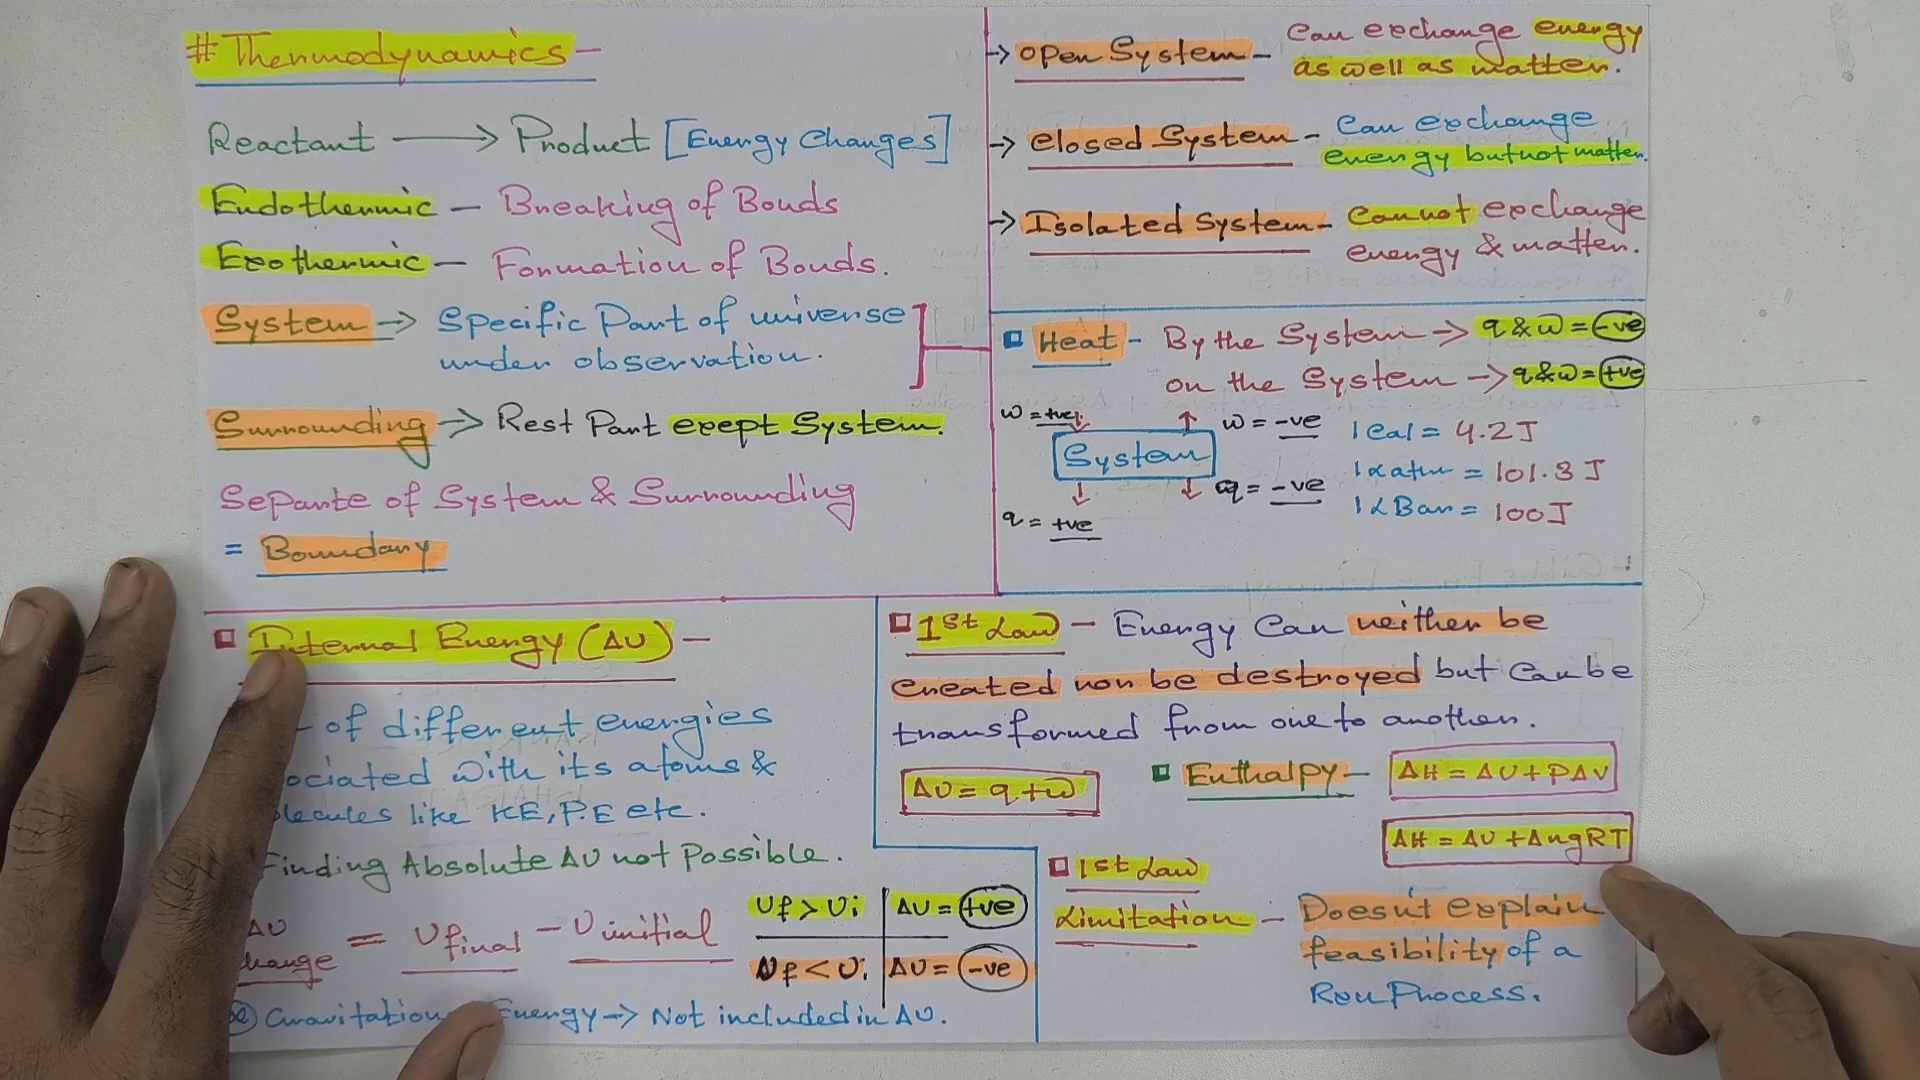 # Thermodynamics -
Reactant → Product [Energy Changes]
Endothermic - Breaking of Bonds
Exothermic - Formation of Bonds.
System → Specific Part of universe
under observation.
Surrounding → Rest Part exept System.
Separte of System & Surrounding
= Boundary
→ Open System - Can exchange energy
as well as matter.
→ Closed System - Can exchange
energy but not matter.
→ Isolated System - Cannot exchange
energy & matter.
Heat - By the System → q & w = -ve
on the System → q & w = +ve
w = +ve
w = -ve
System
q = -ve
q = +ve
1 Cal = 4.2 J
1 L atm = 101.3 J
1 L Bar = 100 J
Internal Energy (ΔU) -
of different energies
ociated with its atoms &
lecules like KE, P.E etc.
Finding Absolute ΔU not Possible.
ΔU
hange = U final - U initial
Uf > Ui ΔU = +ve
Uf < Ui ΔU = -ve
Gravitation Energy → Not included in ΔU.
1st Law - Energy Can neither be
created nor be destroyed but Can be
transformed from one to another.
ΔU = q + w
Enthalpy - ΔH = ΔU + PΔV
ΔH = ΔU + ΔngRT
1st Law
Limitation - Doesn't explain
feasibility of a
Rxn Process.